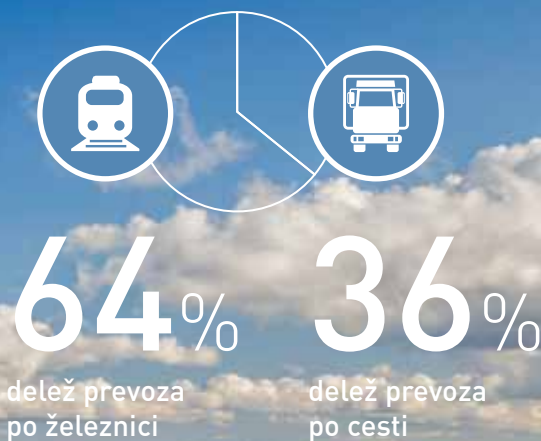 64%
delež prevoza
po železnici
36%
delež prevoza
po cesti